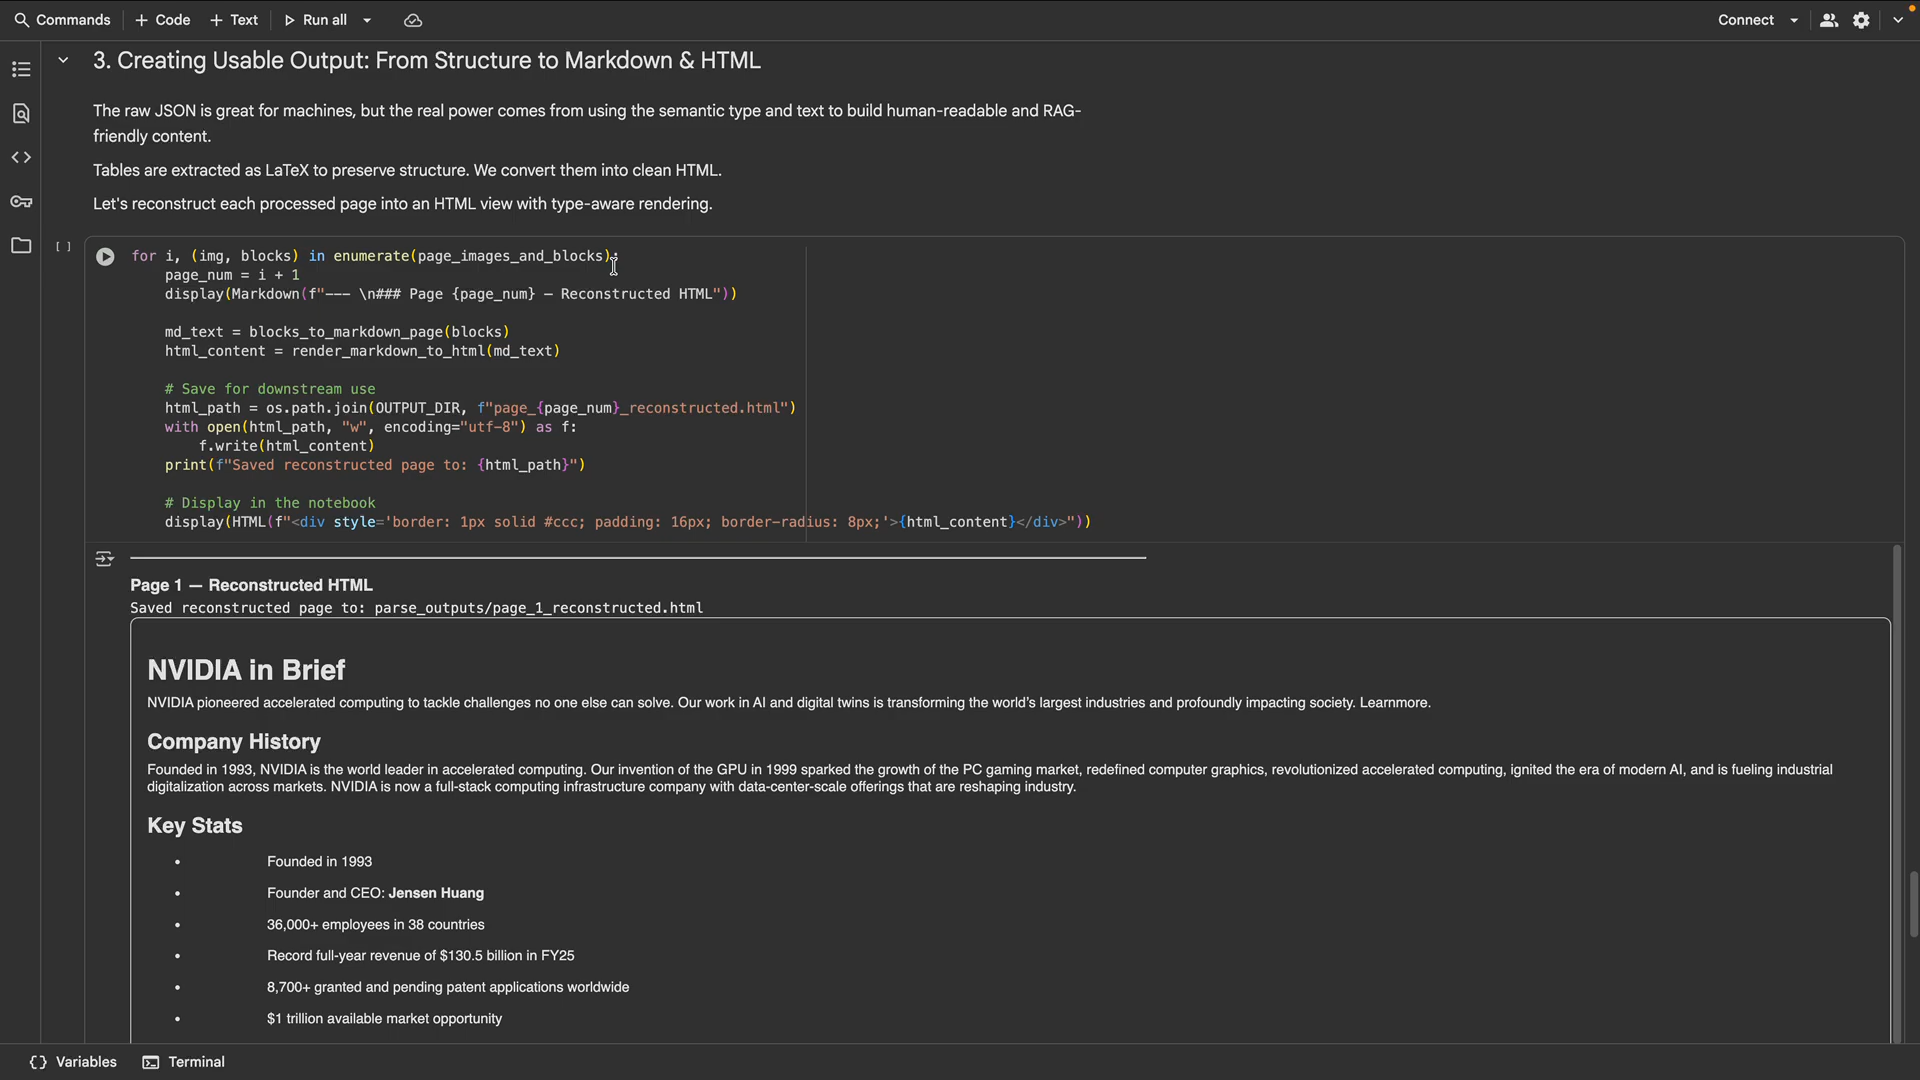 Commands + Code + Text Run all Connect
3. Creating Usable Output: From Structure to Markdown & HTML
The raw JSON is great for machines, but the real power comes from using the semantic type and text to build human-readable and RAG-
friendly content.
Tables are extracted as LaTeX to preserve structure. We convert them into clean HTML.
Let's reconstruct each processed page into an HTML view with type-aware rendering.
[ ]
for i, (img, blocks) in enumerate(page_images_and_blocks):
    page_num = i + 1
    display(Markdown(f"--- \n### Page {page_num} — Reconstructed HTML"))
    md_text = blocks_to_markdown_page(blocks)
    html_content = render_markdown_to_html(md_text)
    # Save for downstream use
    html_path = os.path.join(OUTPUT_DIR, f"page_{page_num}_reconstructed.html")
    with open(html_path, "w", encoding="utf-8") as f:
        f.write(html_content)
    print(f"Saved reconstructed page to: {html_path}")
    # Display in the notebook
    display(HTML(f"<div style='border: 1px solid #ccc; padding: 16px; border-radius: 8px;'>{html_content}</div>"))
Page 1 — Reconstructed HTML
Saved reconstructed page to: parse_outputs/page_1_reconstructed.html
NVIDIA in Brief
NVIDIA pioneered accelerated computing to tackle challenges no one else can solve. Our work in AI and digital twins is transforming the world's largest industries and profoundly impacting society. Learnmore.
Company History
Founded in 1993, NVIDIA is the world leader in accelerated computing. Our invention of the GPU in 1999 sparked the growth of the PC gaming market, redefined computer graphics, revolutionized accelerated computing, ignited the era of modern AI, and is fueling industrial
digitalization across markets. NVIDIA is now a full-stack computing infrastructure company with data-center-scale offerings that are reshaping industry.
Key Stats
• Founded in 1993
• Founder and CEO: Jensen Huang
• 36,000+ employees in 38 countries
• Record full-year revenue of $130.5 billion in FY25
• 8,700+ granted and pending patent applications worldwide
• $1 trillion available market opportunity
Variables Terminal